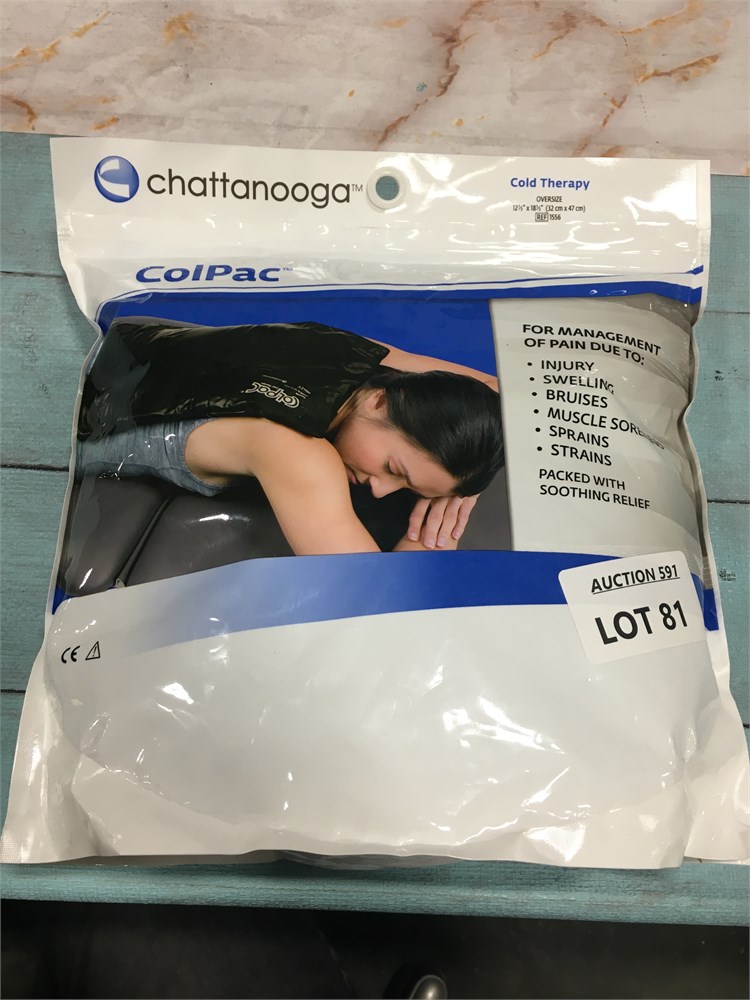 chattanooga™
Cold Therapy
OVERSIZE
12½" x 18½" (32 cm x 47 cm)
REF 1556
ColPac™
FOR MANAGEMENT
OF PAIN DUE TO:
• INJURY
• SWELLING
• BRUISES
• MUSCLE SORENESS
• SPRAINS
• STRAINS
PACKED WITH
SOOTHING RELIEF
ColPac
AUCTION 591
LOT 81
CE